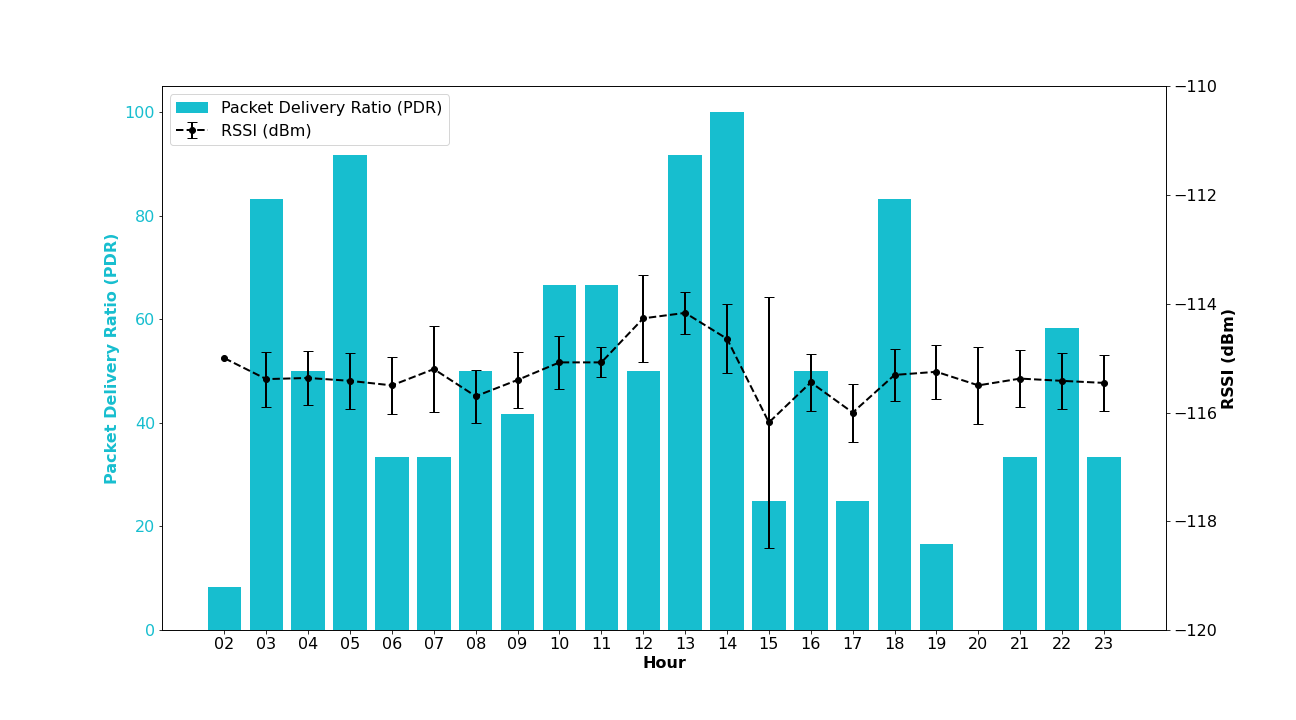 Packet Delivery Ratio (PDR)
RSSI (dBm)
Packet Delivery Ratio (PDR)
100
80
60
40
20
0
−110
−112
−114
−116
−118
−120
RSSI (dBm)
02 03 04 05 06 07 08 09 10 11 12 13 14 15 16 17 18 19 20 21 22 23
Hour